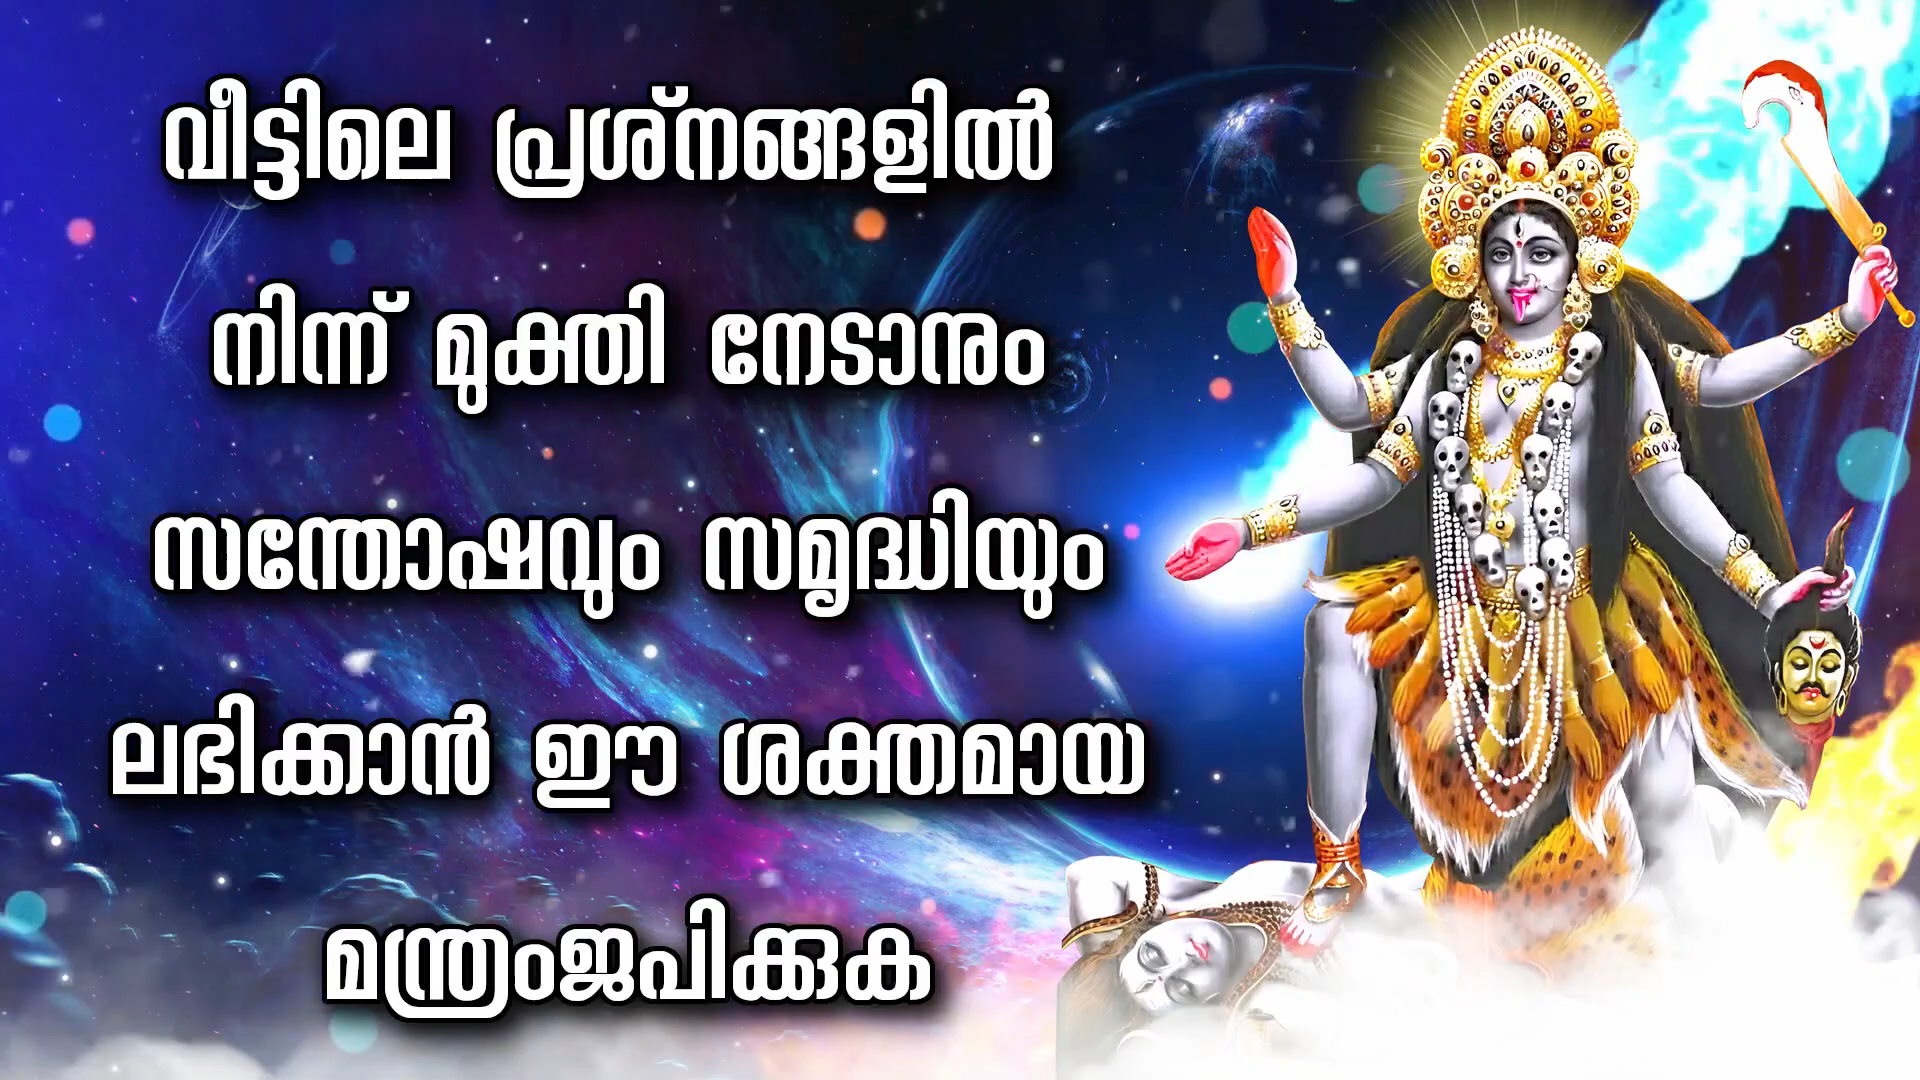 വീട്ടിലെ പ്രശ്നങ്ങളിൽ
നിന്ന് മുക്തി നേടാനും
സന്തോഷവും സമൃദ്ധിയും
ലഭിക്കാൻ ഈ ശക്തമായ
മന്ത്രംജപിക്കുക